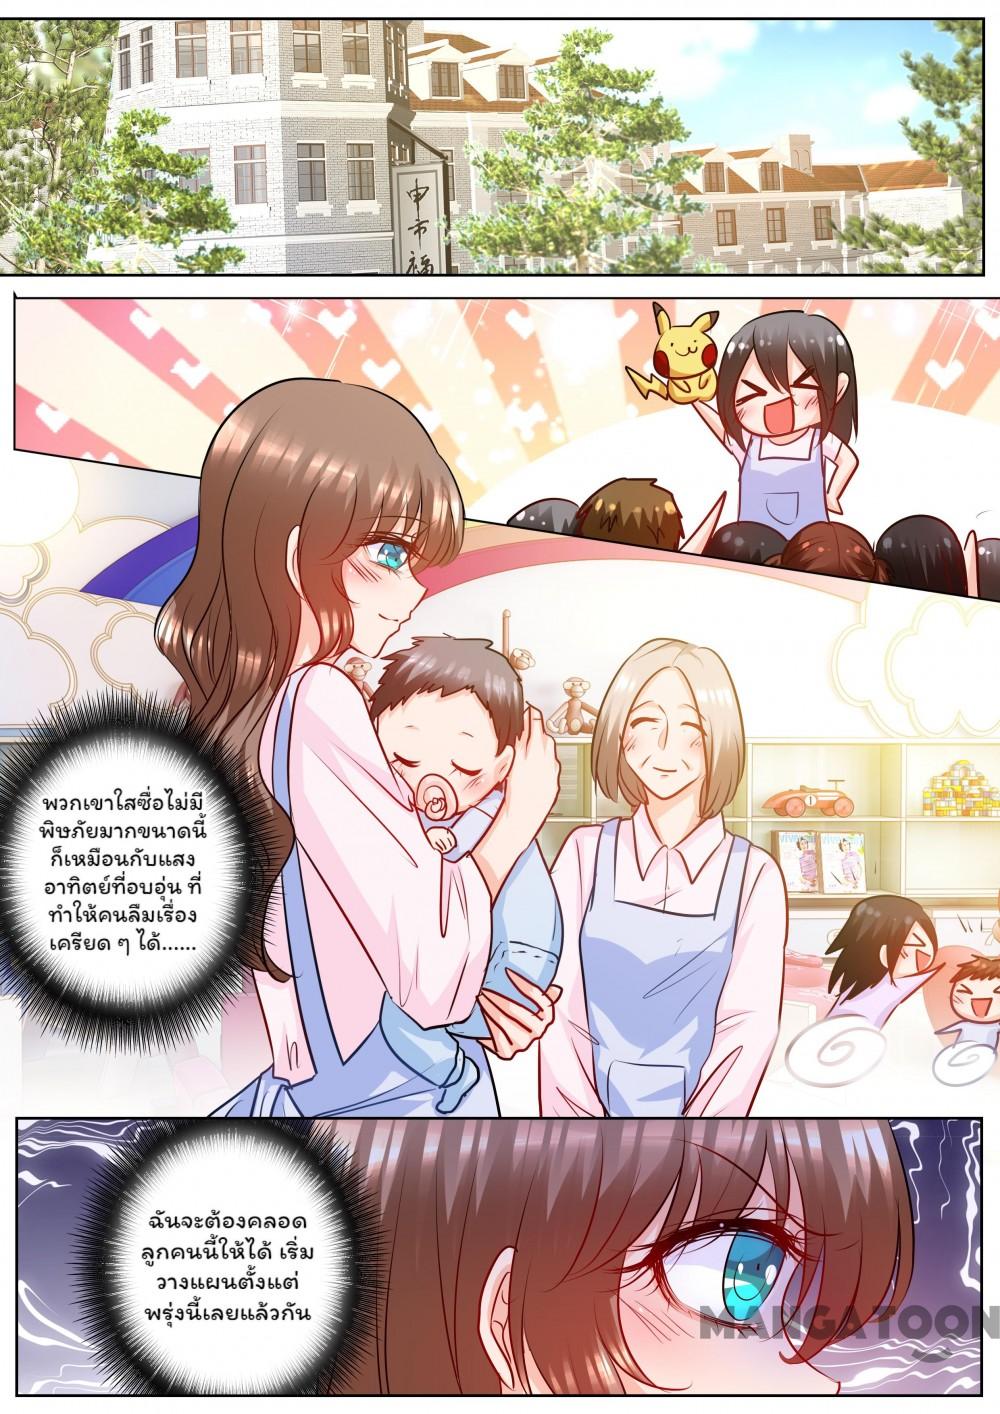 申市福
พวกเขาใสซื่อไม่มี
พิษภัยมากขนาดนี้
ก็เหมือนกับแสง
อาทิตย์ที่อบอุ่น ที่
ทำให้คนลืมเรื่อง
เครียด ๆ ได้......
ฉันจะต้องคลอด
ลูกคนนี้ให้ได้ เริ่ม
วางแผนตั้งแต่
พรุ่งนี้เลยแล้วกัน
MANGATOON